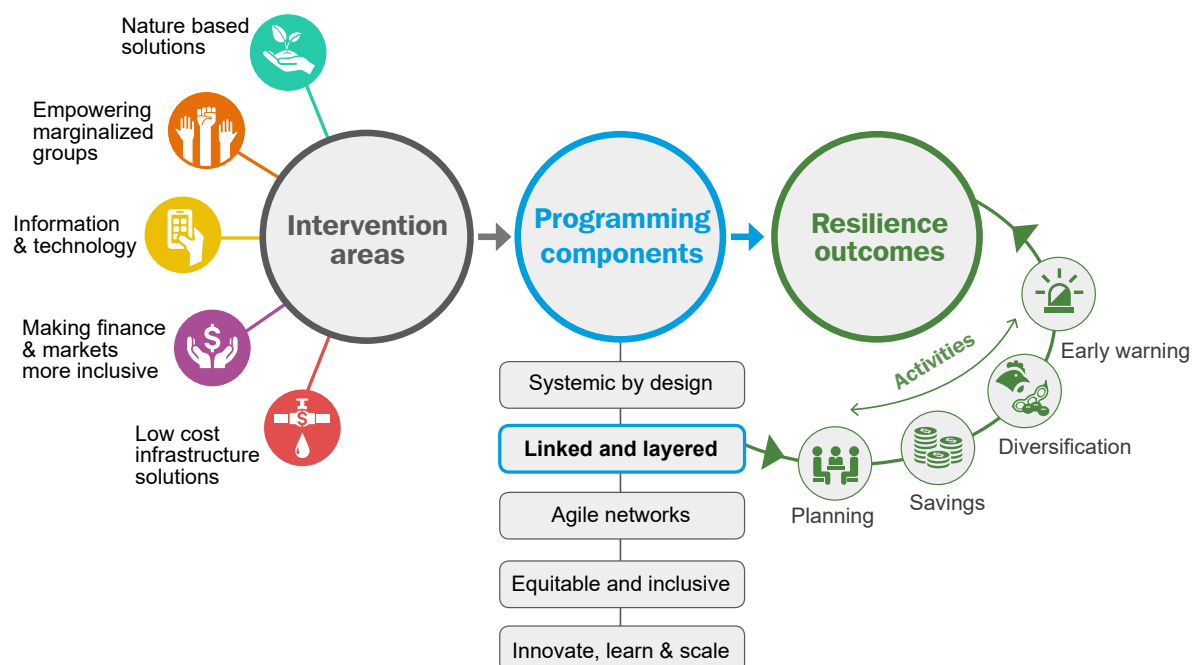 Nature based
solutions
Empowering
marginalized
groups
Information
& technology
Making finance
& markets
more inclusive
$
Low cost
infrastructure
solutions
$
Intervention
areas
Programming
components
Resilience
outcomes
Systemic by design
Linked and layered
Agile networks
Equitable and inclusive
Innovate, learn & scale
Activities
Planning
Savings
Diversification
Early warning